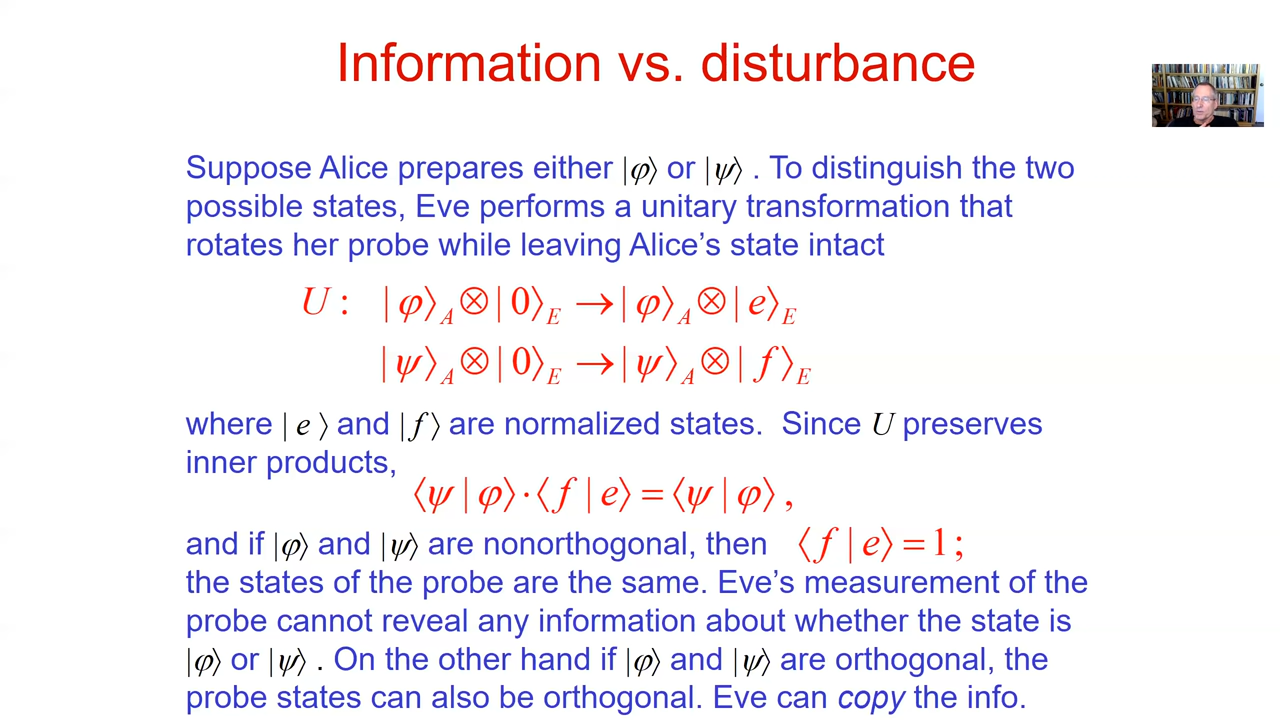 Information vs. disturbance
Suppose Alice prepares either |φ⟩ or |ψ⟩ . To distinguish the two
possible states, Eve performs a unitary transformation that
rotates her probe while leaving Alice’s state intact
U : |φ⟩_A ⊗ |0⟩_E → |φ⟩_A ⊗ |e⟩_E
|ψ⟩_A ⊗ |0⟩_E → |ψ⟩_A ⊗ |f⟩_E
where |e⟩ and |f⟩ are normalized states. Since U preserves
inner products,
⟨ψ|φ⟩·⟨f|e⟩=⟨ψ|φ⟩,
and if |φ⟩ and |ψ⟩ are nonorthogonal, then ⟨f|e⟩=1;
the states of the probe are the same. Eve’s measurement of the
probe cannot reveal any information about whether the state is
|φ⟩ or |ψ⟩ . On the other hand if |φ⟩ and |ψ⟩ are orthogonal, the
probe states can also be orthogonal. Eve can copy the info.